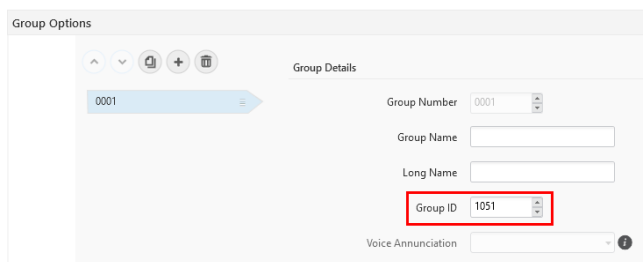 Group Options
0001
Group Details
Group Number 0001
Group Name
Long Name
Group ID 1051
Voice Annunciation